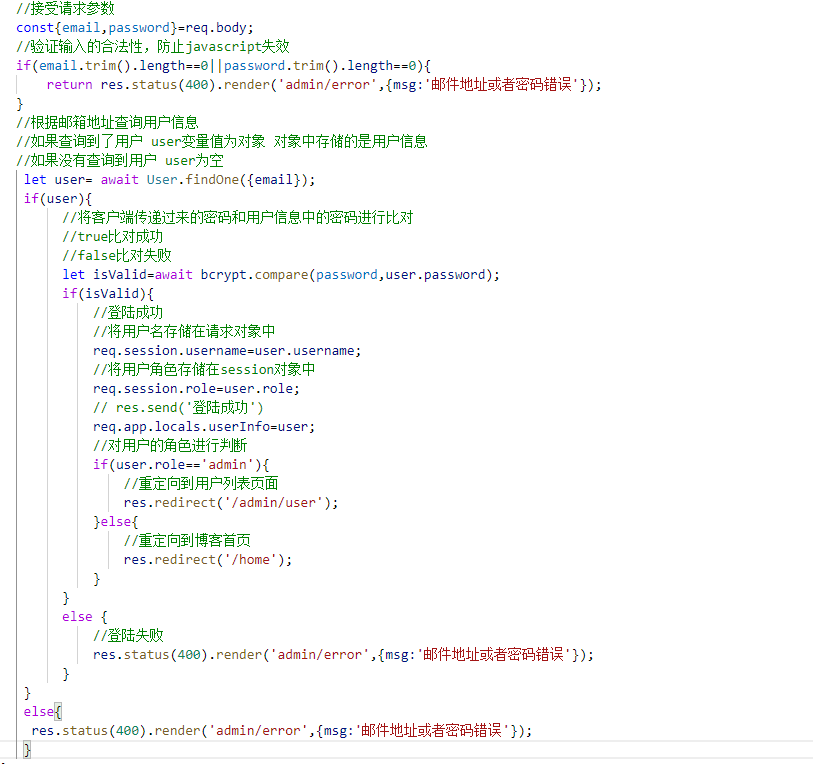 //接受请求参数
const{email,password}=req.body;
//验证输入的合法性，防止javascript失效
if(email.trim().length==0||password.trim().length==0){
    return res.status(400).render('admin/error',{msg:'邮件地址或者密码错误'});
}
//根据邮箱地址查询用户信息
//如果查询到了用户 user变量值为对象 对象中存储的是用户信息
//如果没有查询到用户 user为空
 let user= await User.findOne({email});
 if(user){
      //将客户端传递过来的密码和用户信息中的密码进行比对
      //true比对成功
      //false比对失败
      let isValid=await bcrypt.compare(password,user.password);
      if(isValid){
          //登陆成功
          //将用户名存储在请求对象中
          req.session.username=user.username;
          //将用户角色存储在session对象中
          req.session.role=user.role;
          // res.send('登陆成功')
          req.app.locals.userInfo=user;
          //对用户的角色进行判断
          if(user.role=='admin'){
              //重定向到用户列表页面
              res.redirect('/admin/user');
          }else{
              //重定向到博客首页
              res.redirect('/home');
          }
      }
      else {
          //登陆失败
          res.status(400).render('admin/error',{msg:'邮件地址或者密码错误'});
      }
 }
 else{
  res.status(400).render('admin/error',{msg:'邮件地址或者密码错误'});
 }